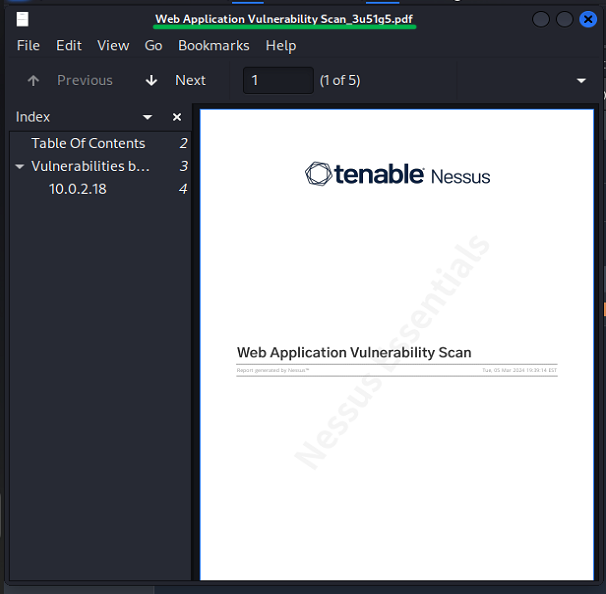 Web Application Vulnerability Scan_3u51g5.pdf
File Edit View Go Bookmarks Help
Previous Next 1 (1 of 5)
Index
Table Of Contents 2
Vulnerabilities b... 3
10.0.2.18 4
tenable Nessus
Nessus Essentials
Web Application Vulnerability Scan
Report generated by Nessus™ Tue, 05 Mar 2024 19:39:14 EST